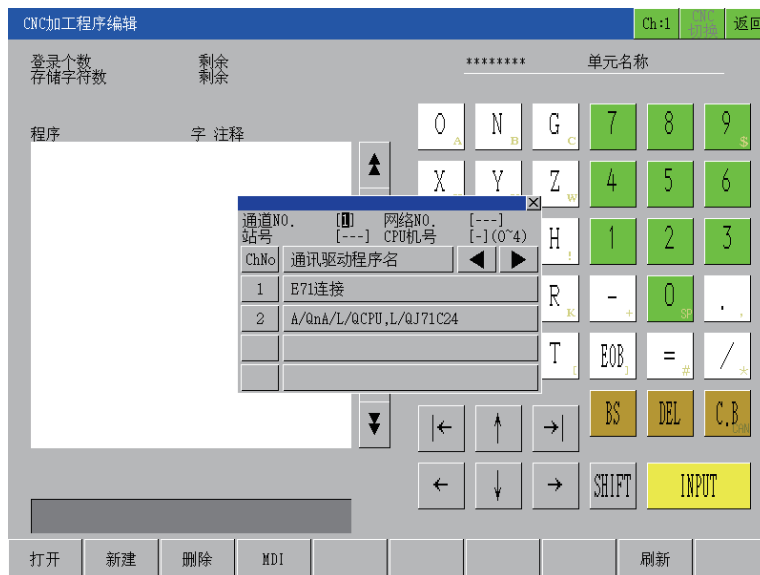 CNC加工程序编辑 Ch:1 CNC切换 返回
登录个数 剩余 ******** 单元名称
存储字符数 剩余
程序 字 注释
O A N B G C 7 8 9 $
X Y Z W 4 5 6
通道NO. [1] 网络NO. [---]
站号 [---] CPU机号 [-](0~4)
H ! 1 2 3
ChNo 通讯驱动程序名
1 E71连接
R K - + 0 SP . ,
2 A/QnA/L/QCPU,L/QJ71C24
T [ EOB ] = # / *
BS DEL C.B CAN
|← ↑ →|
← ↓ → SHIFT INPUT
打开 新建 删除 MDI 刷新